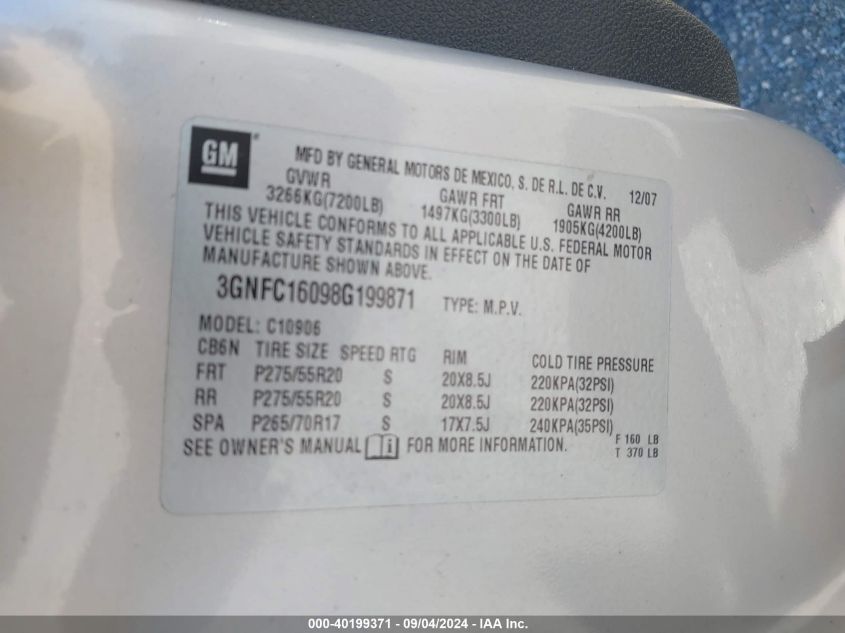 GM
MFD BY GENERAL MOTORS DE MEXICO, S. DE R.L. DE C.V. 12/07
GVWR GAWR FRT GAWR RR
3266KG(7200LB) 1497KG(3300LB) 1905KG(4200LB)
THIS VEHICLE CONFORMS TO ALL APPLICABLE U.S. FEDERAL MOTOR
VEHICLE SAFETY STANDARDS IN EFFECT ON THE DATE OF
MANUFACTURE SHOWN ABOVE.
3GNFC16098G199871 TYPE: M.P.V.
MODEL: C10906
CB6N TIRE SIZE SPEED RTG RIM COLD TIRE PRESSURE
FRT P275/55R20 S 20X8.5J 220KPA(32PSI)
RR P275/55R20 S 20X8.5J 220KPA(32PSI)
SPA P265/70R17 S 17X7.5J 240KPA(35PSI)
SEE OWNER'S MANUAL i FOR MORE INFORMATION. F 160 LB
T 370 LB
000-40199371 - 09/04/2024 - IAA Inc.